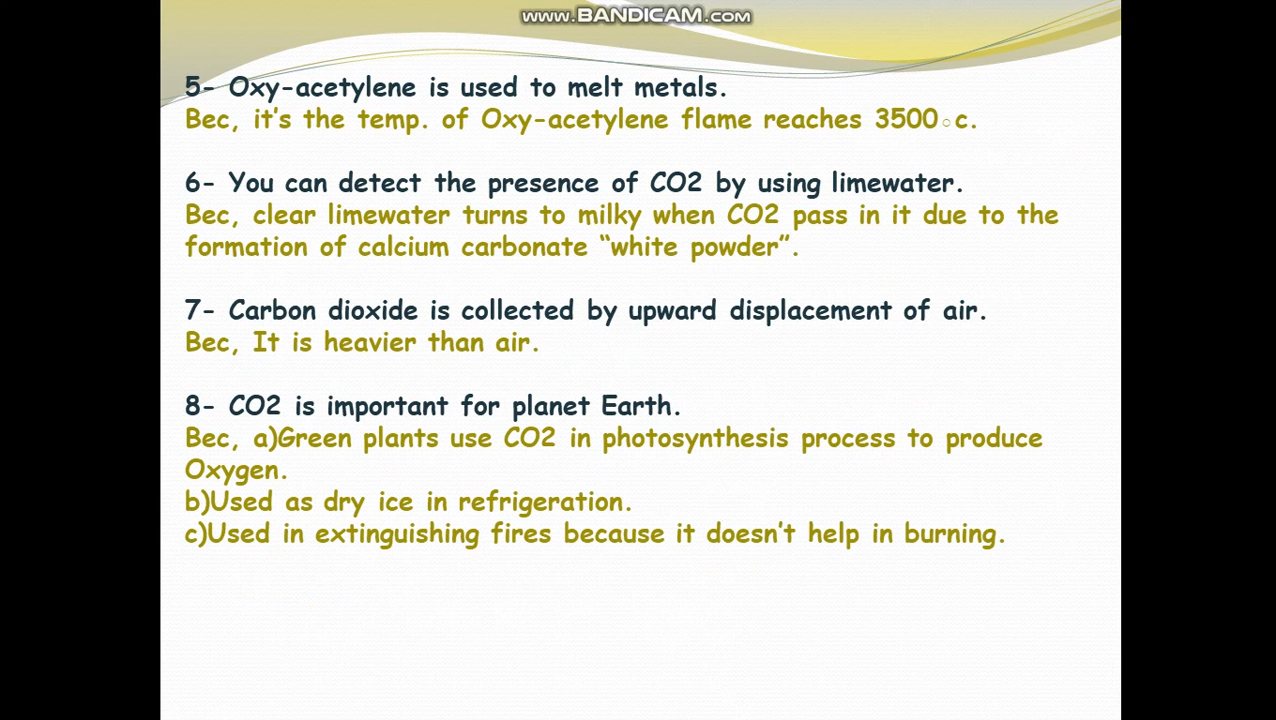 www.BANDICAM.com
5- Oxy-acetylene is used to melt metals.
Bec, it's the temp. of Oxy-acetylene flame reaches 3500○c.
6- You can detect the presence of CO2 by using limewater.
Bec, clear limewater turns to milky when CO2 pass in it due to the
formation of calcium carbonate “white powder”.
7- Carbon dioxide is collected by upward displacement of air.
Bec, It is heavier than air.
8- CO2 is important for planet Earth.
Bec, a)Green plants use CO2 in photosynthesis process to produce
Oxygen.
b)Used as dry ice in refrigeration.
c)Used in extinguishing fires because it doesn't help in burning.